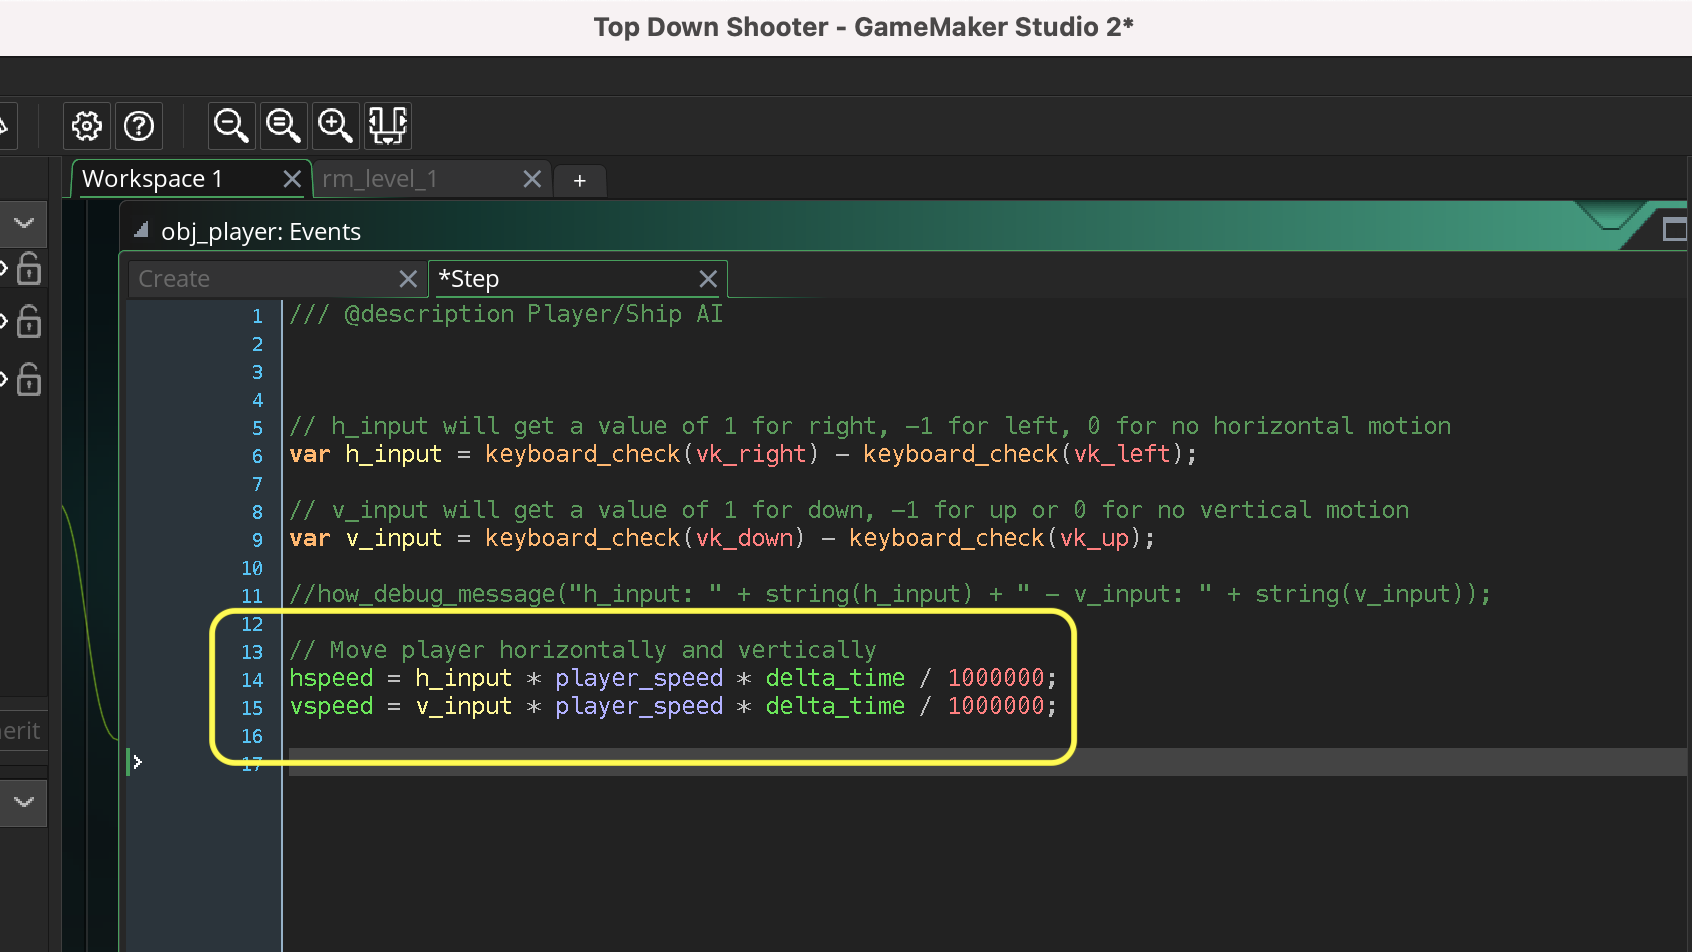 Top Down Shooter - GameMaker Studio 2*
Workspace 1
rm_level_1
+
obj_player: Events
Create
*Step
1 /// @description Player/Ship AI
2
3
4
5 // h_input will get a value of 1 for right, -1 for left, 0 for no horizontal motion
6 var h_input = keyboard_check(vk_right) - keyboard_check(vk_left);
7
8 // v_input will get a value of 1 for down, -1 for up or 0 for no vertical motion
9 var v_input = keyboard_check(vk_down) - keyboard_check(vk_up);
10
11 //how_debug_message("h_input: " + string(h_input) + " - v_input: " + string(v_input));
12
13 // Move player horizontally and vertically
14 hspeed = h_input * player_speed * delta_time / 1000000;
15 vspeed = v_input * player_speed * delta_time / 1000000;
16
17
erit